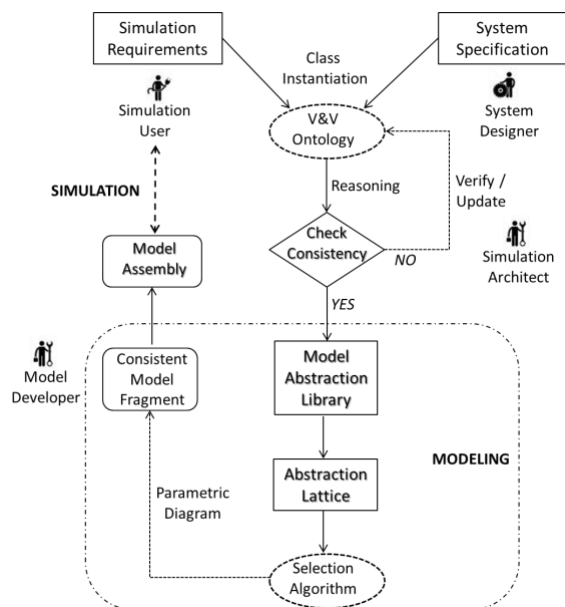 Simulation
Requirements
System
Specification
Class
Instantiation
Simulation
User
V&V
Ontology
System
Designer
SIMULATION
Reasoning
Verify /
Update
Model
Assembly
Check
Consistency
NO
Simulation
Architect
YES
Model
Developer
Consistent
Model
Fragment
Model
Abstraction
Library
MODELING
Parametric
Diagram
Abstraction
Lattice
Selection
Algorithm